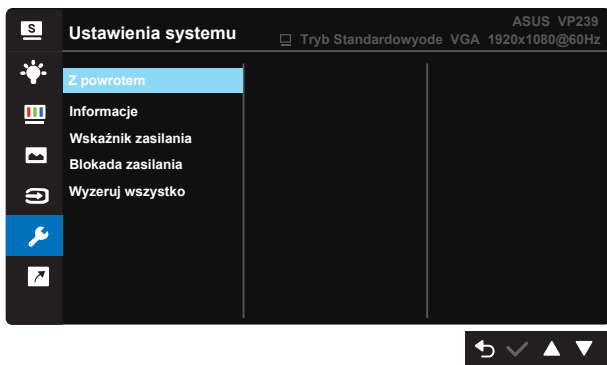 S
Ustawienia systemu
ASUS VP239
Tryb Standardowyode VGA 1920x1080@60Hz
Z powrotem
Informacje
Wskaźnik zasilania
Blokada zasilania
Wyzeruj wszystko